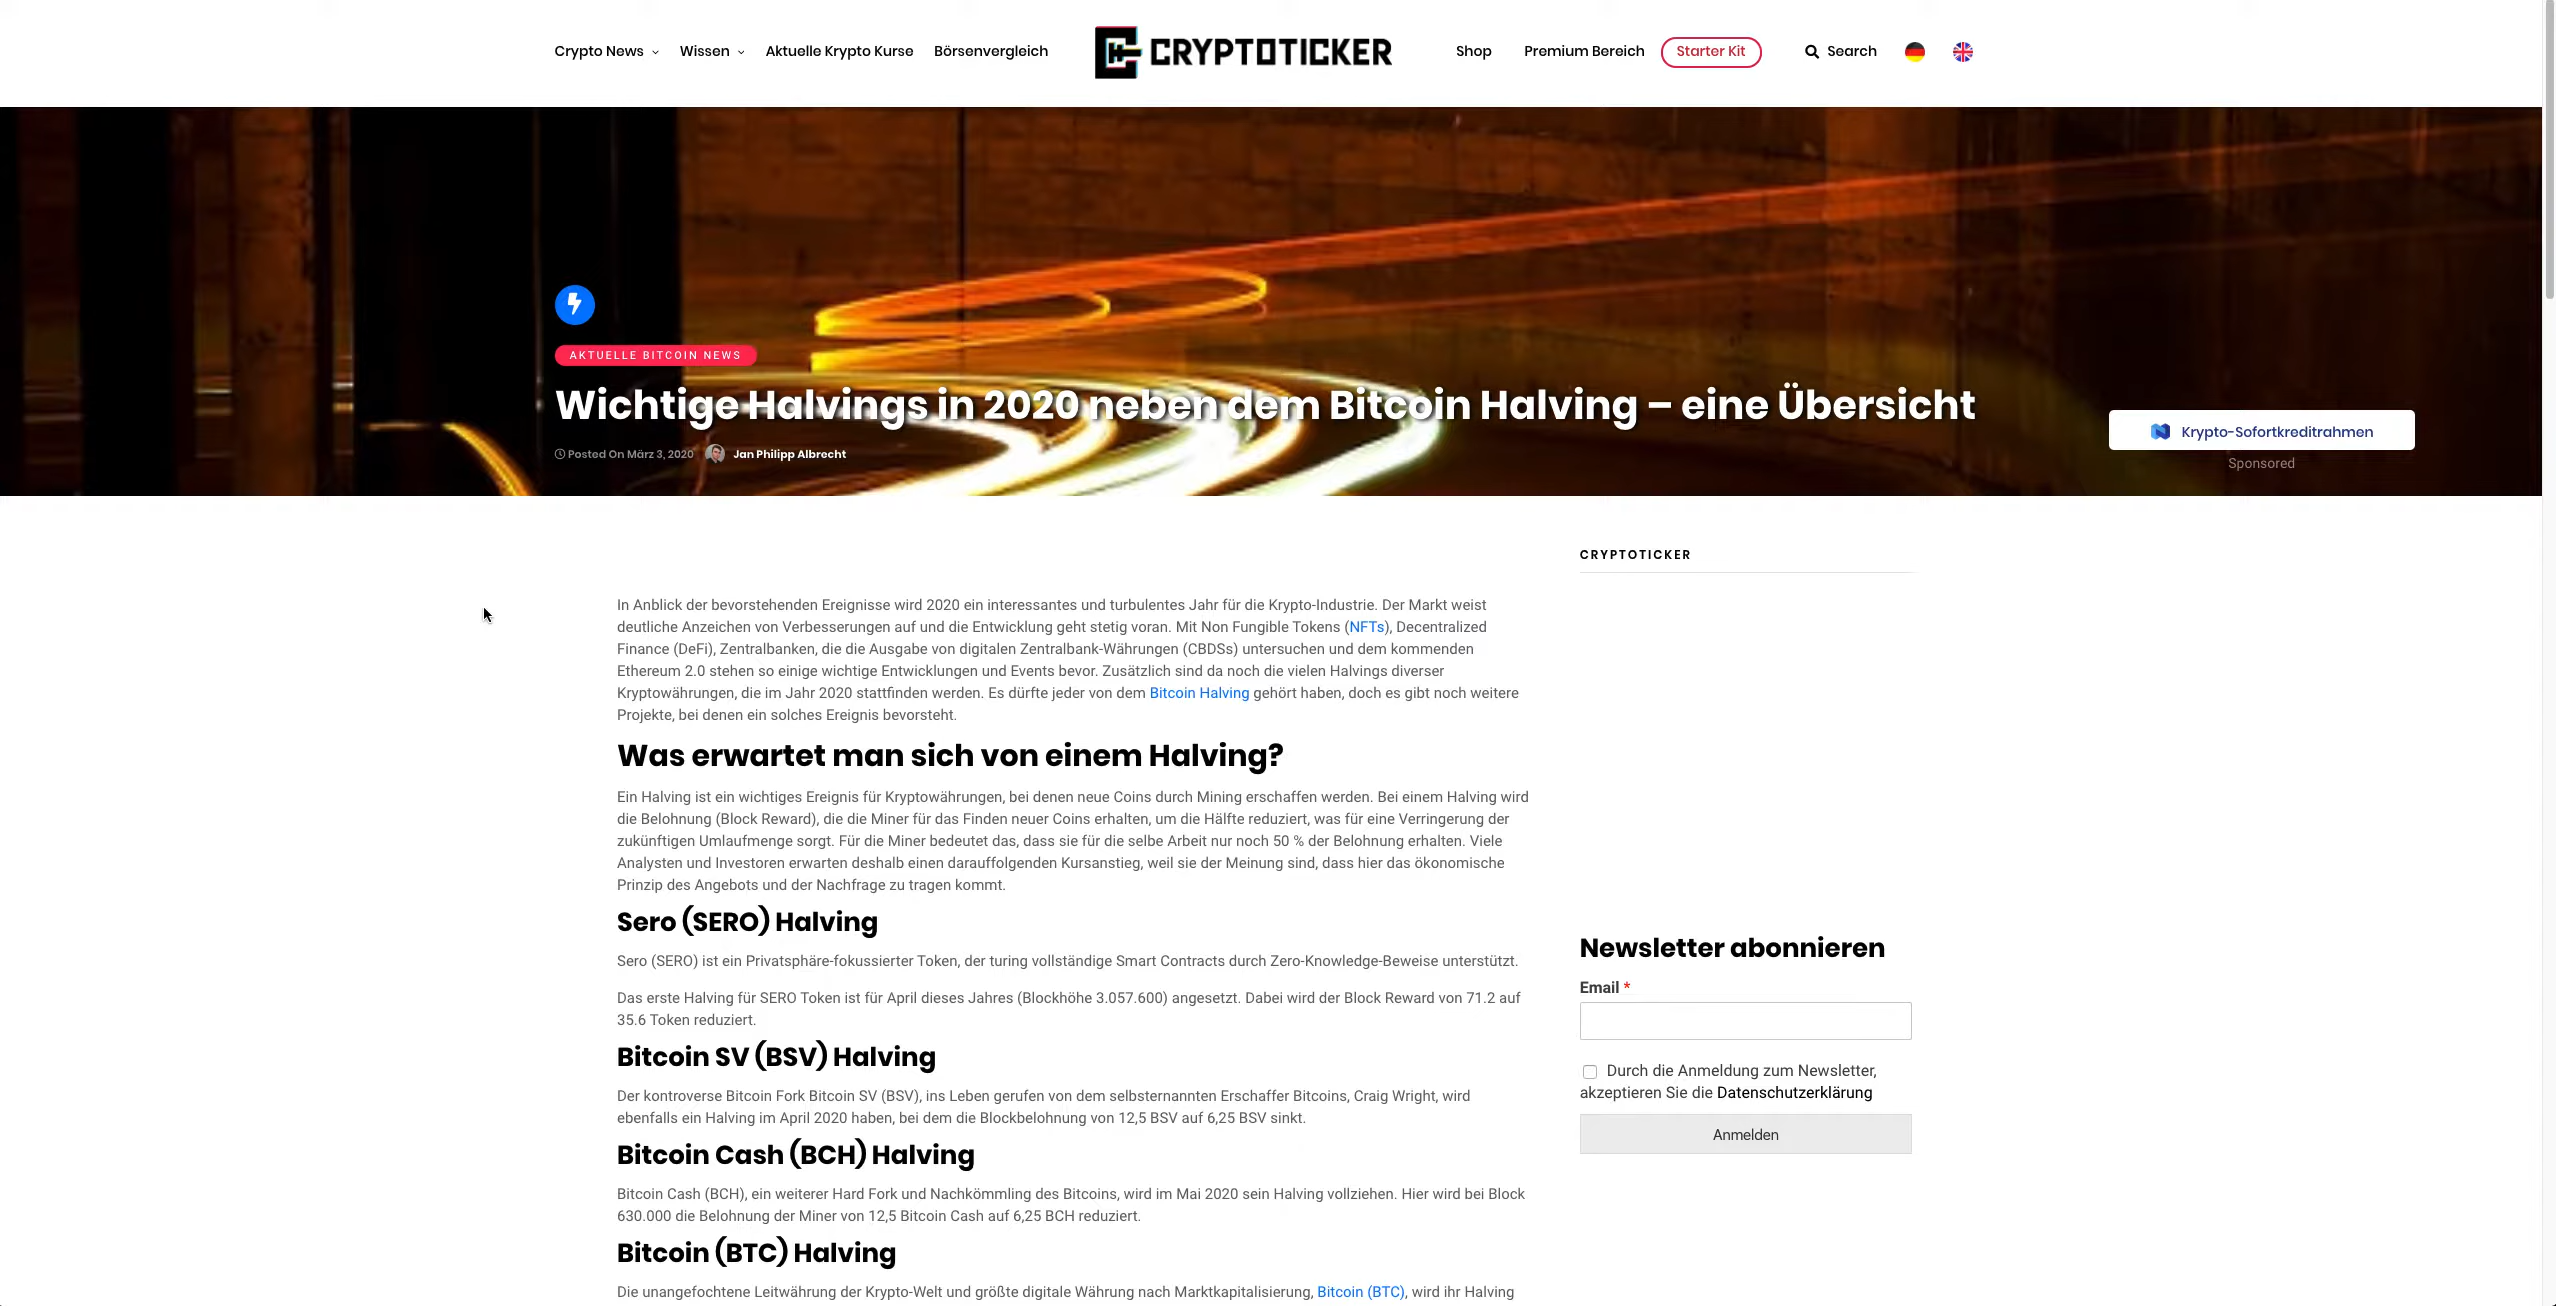 Crypto News
Wissen
Aktuelle Krypto Kurse
Börsenvergleich
CRYPTOTICKER
Shop
Premium Bereich
Starter Kit
Search
AKTUELLE BITCOIN NEWS
Wichtige Halvings in 2020 neben dem Bitcoin Halving – eine Übersicht
Posted On März 3, 2020 Jan Philipp Albrecht
Krypto-Sofortkreditrahmen
Sponsored
In Anblick der bevorstehenden Ereignisse wird 2020 ein interessantes und turbulentes Jahr für die Krypto-Industrie. Der Markt weist
deutliche Anzeichen von Verbesserungen auf und die Entwicklung geht stetig voran. Mit Non Fungible Tokens (NFTs), Decentralized
Finance (DeFi), Zentralbanken, die die Ausgabe von digitalen Zentralbank-Währungen (CBDSs) untersuchen und dem kommenden
Ethereum 2.0 stehen so einige wichtige Entwicklungen und Events bevor. Zusätzlich sind da noch die vielen Halvings diverser
Kryptowährungen, die im Jahr 2020 stattfinden werden. Es dürfte jeder von dem Bitcoin Halving gehört haben, doch es gibt noch weitere
Projekte, bei denen ein solches Ereignis bevorsteht.
Was erwartet man sich von einem Halving?
Ein Halving ist ein wichtiges Ereignis für Kryptowährungen, bei denen neue Coins durch Mining erschaffen werden. Bei einem Halving wird
die Belohnung (Block Reward), die die Miner für das Finden neuer Coins erhalten, um die Hälfte reduziert, was für eine Verringerung der
zukünftigen Umlaufmenge sorgt. Für die Miner bedeutet das, dass sie für die selbe Arbeit nur noch 50 % der Belohnung erhalten. Viele
Analysten und Investoren erwarten deshalb einen darauffolgenden Kursanstieg, weil sie der Meinung sind, dass hier das ökonomische
Prinzip des Angebots und der Nachfrage zu tragen kommt.
Sero (SERO) Halving
Sero (SERO) ist ein Privatsphäre-fokussierter Token, der turing vollständige Smart Contracts durch Zero-Knowledge-Beweise unterstützt.
Das erste Halving für SERO Token ist für April dieses Jahres (Blockhöhe 3.057.600) angesetzt. Dabei wird der Block Reward von 71.2 auf
35.6 Token reduziert.
Bitcoin SV (BSV) Halving
Der kontroverse Bitcoin Fork Bitcoin SV (BSV), ins Leben gerufen von dem selbsternannten Erschaffer Bitcoins, Craig Wright, wird
ebenfalls ein Halving im April 2020 haben, bei dem die Blockbelohnung von 12,5 BSV auf 6,25 BSV sinkt.
Bitcoin Cash (BCH) Halving
Bitcoin Cash (BCH), ein weiterer Hard Fork und Nachkömmling des Bitcoins, wird im Mai 2020 sein Halving vollziehen. Hier wird bei Block
630.000 die Belohnung der Miner von 12,5 Bitcoin Cash auf 6,25 BCH reduziert.
Bitcoin (BTC) Halving
Die unangefochtene Leitwährung der Krypto-Welt und größte digitale Währung nach Marktkapitalisierung, Bitcoin (BTC), wird ihr Halving
CRYPTOTICKER
Newsletter abonnieren
Email *
Durch die Anmeldung zum Newsletter,
akzeptieren Sie die Datenschutzerklärung
Anmelden